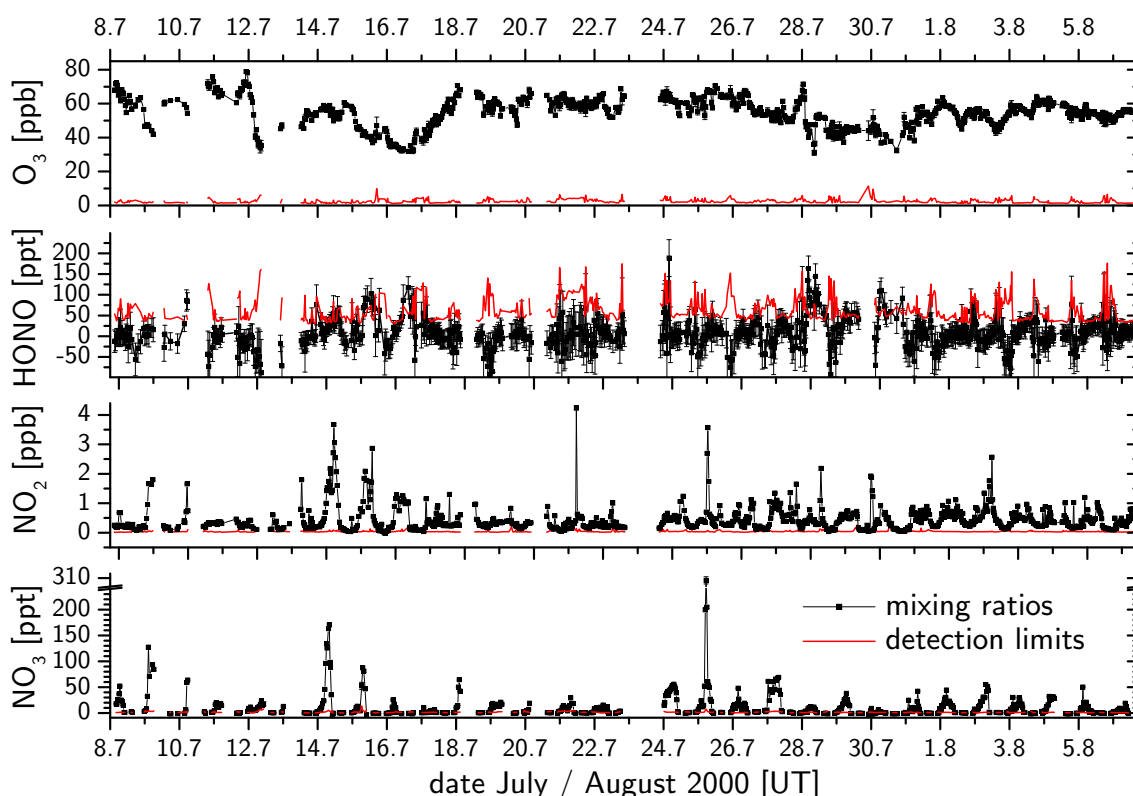 8.7 10.7 12.7 14.7 16.7 18.7 20.7 22.7 24.7 26.7 28.7 30.7 1.8 3.8 5.8
80
60
40
20
0
O3 [ppb]
200
150
100
50
0
-50
HONO [ppt]
4
3
2
1
0
NO2 [ppb]
310
200
150
100
50
0
NO3 [ppt]
mixing ratios
detection limits
8.7 10.7 12.7 14.7 16.7 18.7 20.7 22.7 24.7 26.7 28.7 30.7 1.8 3.8 5.8
date July / August 2000 [UT]